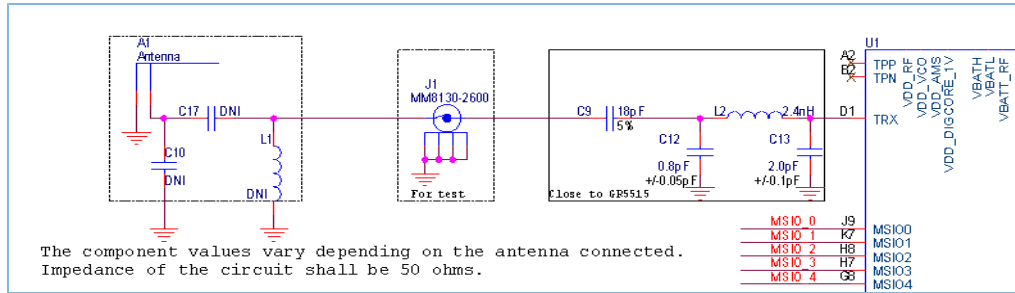 A1
Antenna
C17
DNI
C10
DNI
L1
DNI
J1
MM8130-2600
For test
C9
18pF
5%
L2
2.4nH
C12
0.8pF
+/-0.05pF
C13
2.0pF
+/-0.1pF
Close to GR5515
U1
A2
B2
D1
TPP
TPN
TRX
VDD_RF
VDD_VCO
VDD_AMS
VDD_DIGCORE_1V
VBATH
VBATL
VBATT_RF
MSIO_0 J9 MSIO0
MSIO_1 K7 MSIO1
MSIO_2 H8 MSIO2
MSIO_3 H7 MSIO3
MSIO_4 G8 MSIO4
The component values vary depending on the antenna connected.
Impedance of the circuit shall be 50 ohms.